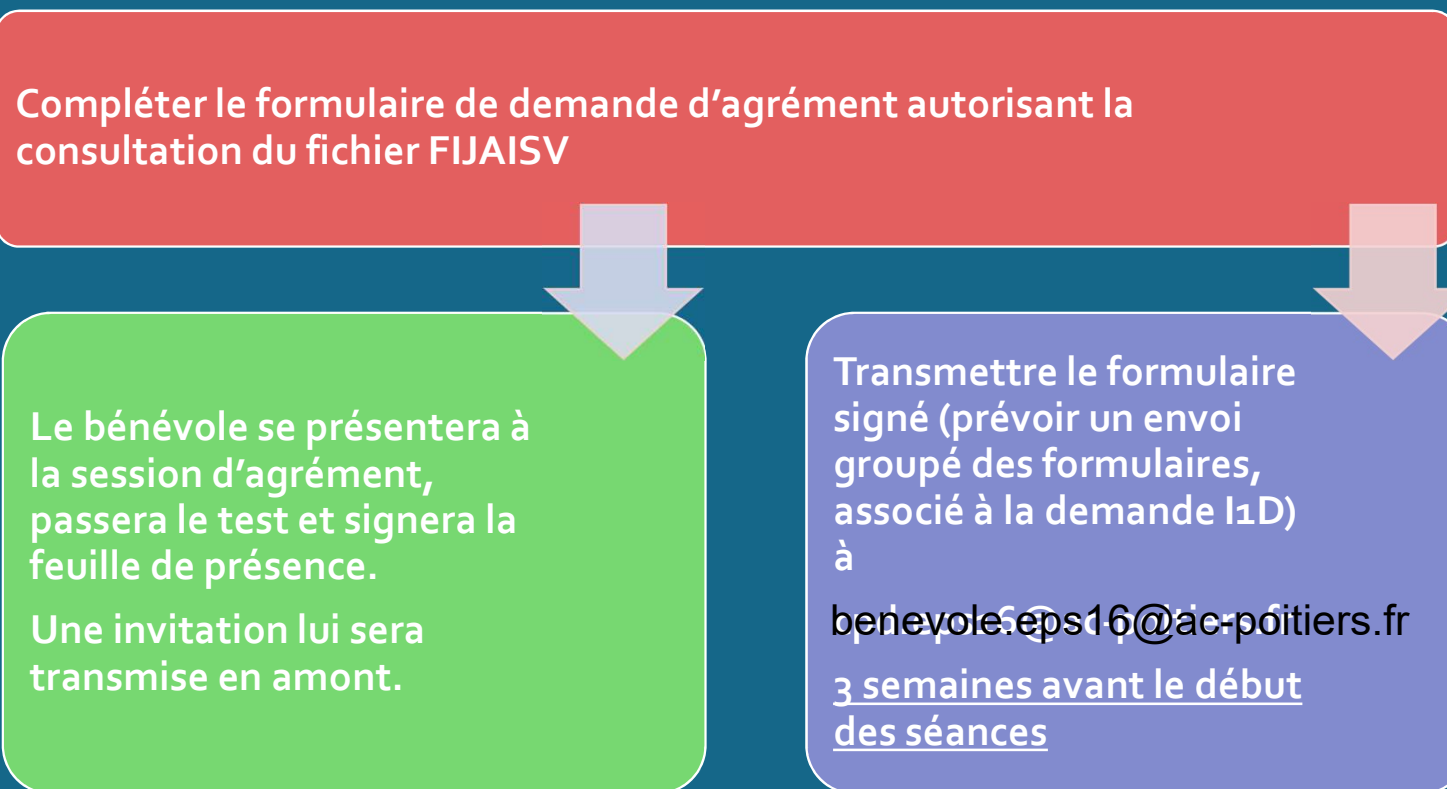 Compléter le formulaire de demande d'agrément autorisant la
consultation du fichier FIJAISV
Le bénévole se présentera à
la session d'agrément,
passera le test et signera la
feuille de présence.
Une invitation lui sera
transmise en amont.
Transmettre le formulaire
signé (prévoir un envoi
groupé des formulaires,
associé à la demande I1D)
à
benevole.eps16@ac-poitiers.fr
3 semaines avant le début
des séances